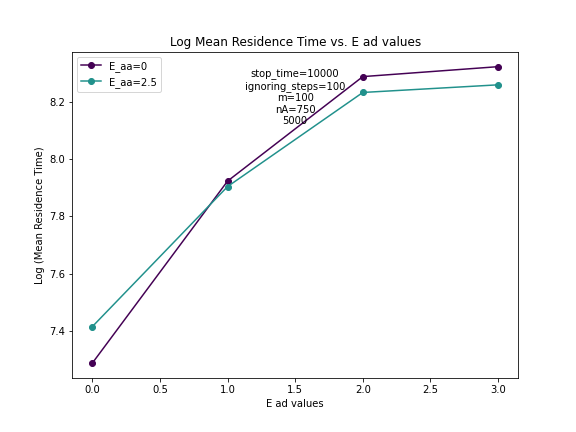 Log Mean Residence Time vs. E ad values
E_aa=0
E_aa=2.5
stop_time=10000
ignoring_steps=100
m=100
nA=750
5000
8.2
8.0
7.8
7.6
7.4
Log (Mean Residence Time)
0.0 0.5 1.0 1.5 2.0 2.5 3.0
E ad values